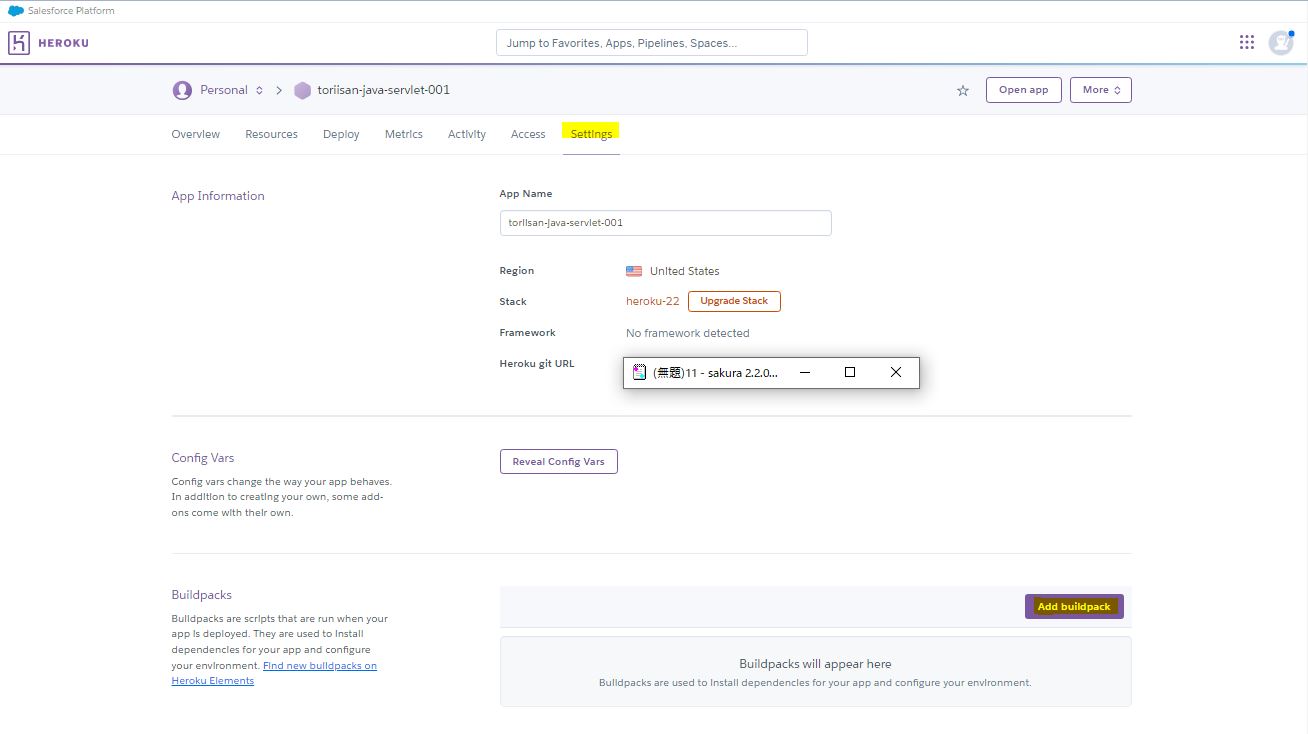 Salesforce Platform
HEROKU
Jump to Favorites, Apps, Pipelines, Spaces...
Personal
toriisan-java-servlet-001
Open app
More
Overview
Resources
Deploy
Metrics
Activity
Access
Settings
App Information
App Name
toriisan-java-servlet-001
Region
United States
Stack
heroku-22
Upgrade Stack
Framework
No framework detected
Heroku git URL
(無題)11 - sakura 2.2.0...
Config Vars
Config vars change the way your app behaves.
In addition to creating your own, some add-
ons come with their own.
Reveal Config Vars
Buildpacks
Buildpacks are scripts that are run when your
app is deployed. They are used to install
dependencies for your app and configure
your environment. Find new buildpacks on
Heroku Elements
Add buildpack
Buildpacks will appear here
Buildpacks are used to install dependencies for your app and configure your environment.